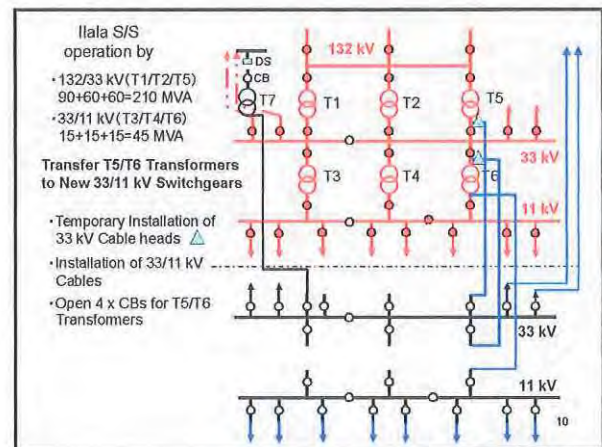 Ilala S/S
operation by
・132/33 kV(T1/T2/T5)
90+60+60=210 MVA
・33/11 kV(T3/T4/T6)
15+15+15=45 MVA
Transfer T5/T6 Transformers
to New 33/11 kV Switchgears
・Temporary Installation of
33 kV Cable heads
・Installation of 33/11 kV
Cables
・Open 4 x CBs for T5/T6
Transformers
DS
CB
T7
132 kV
T1
T2
T5
33 kV
T3
T4
T6
11 kV
33 kV
11 kV
10